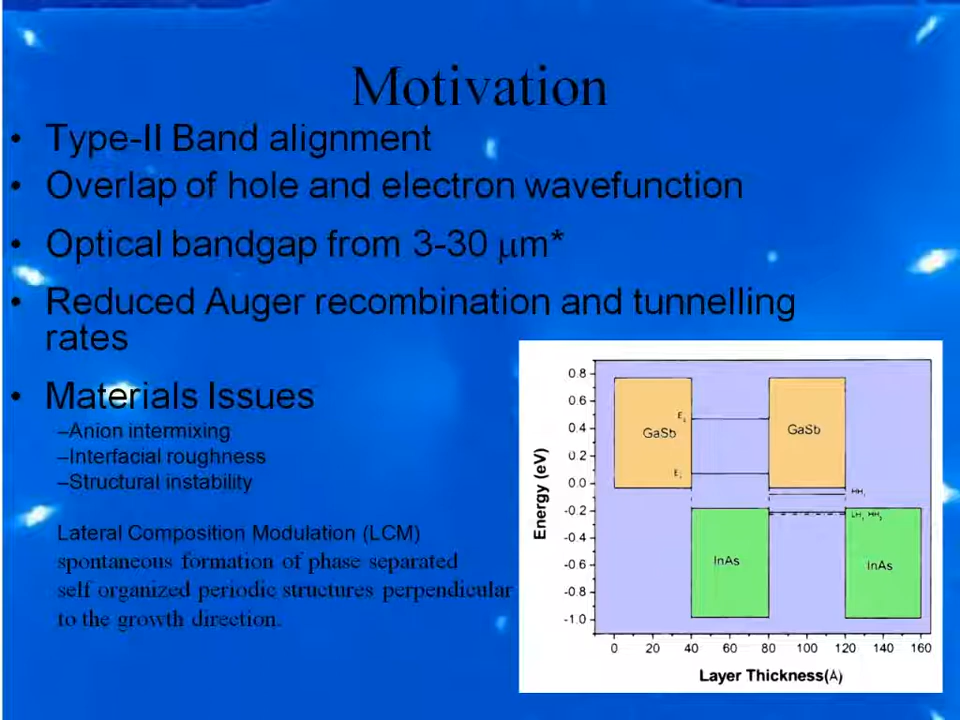 Motivation
• Type-II Band alignment
• Overlap of hole and electron wavefunction
• Optical bandgap from 3-30 μm*
• Reduced Auger recombination and tunnelling
rates
• Materials Issues
–Anion intermixing
–Interfacial roughness
–Structural instability
Lateral Composition Modulation (LCM)
spontaneous formation of phase separated
self organized periodic structures perpendicular
to the growth direction.
0.8
0.6
0.4
0.2
0.0
-0.2
-0.4
-0.6
-0.8
-1.0
Energy (eV)
GaSb
GaSb
InAs
InAs
0 20 40 60 80 100 120 140 160
Layer Thickness(Å)